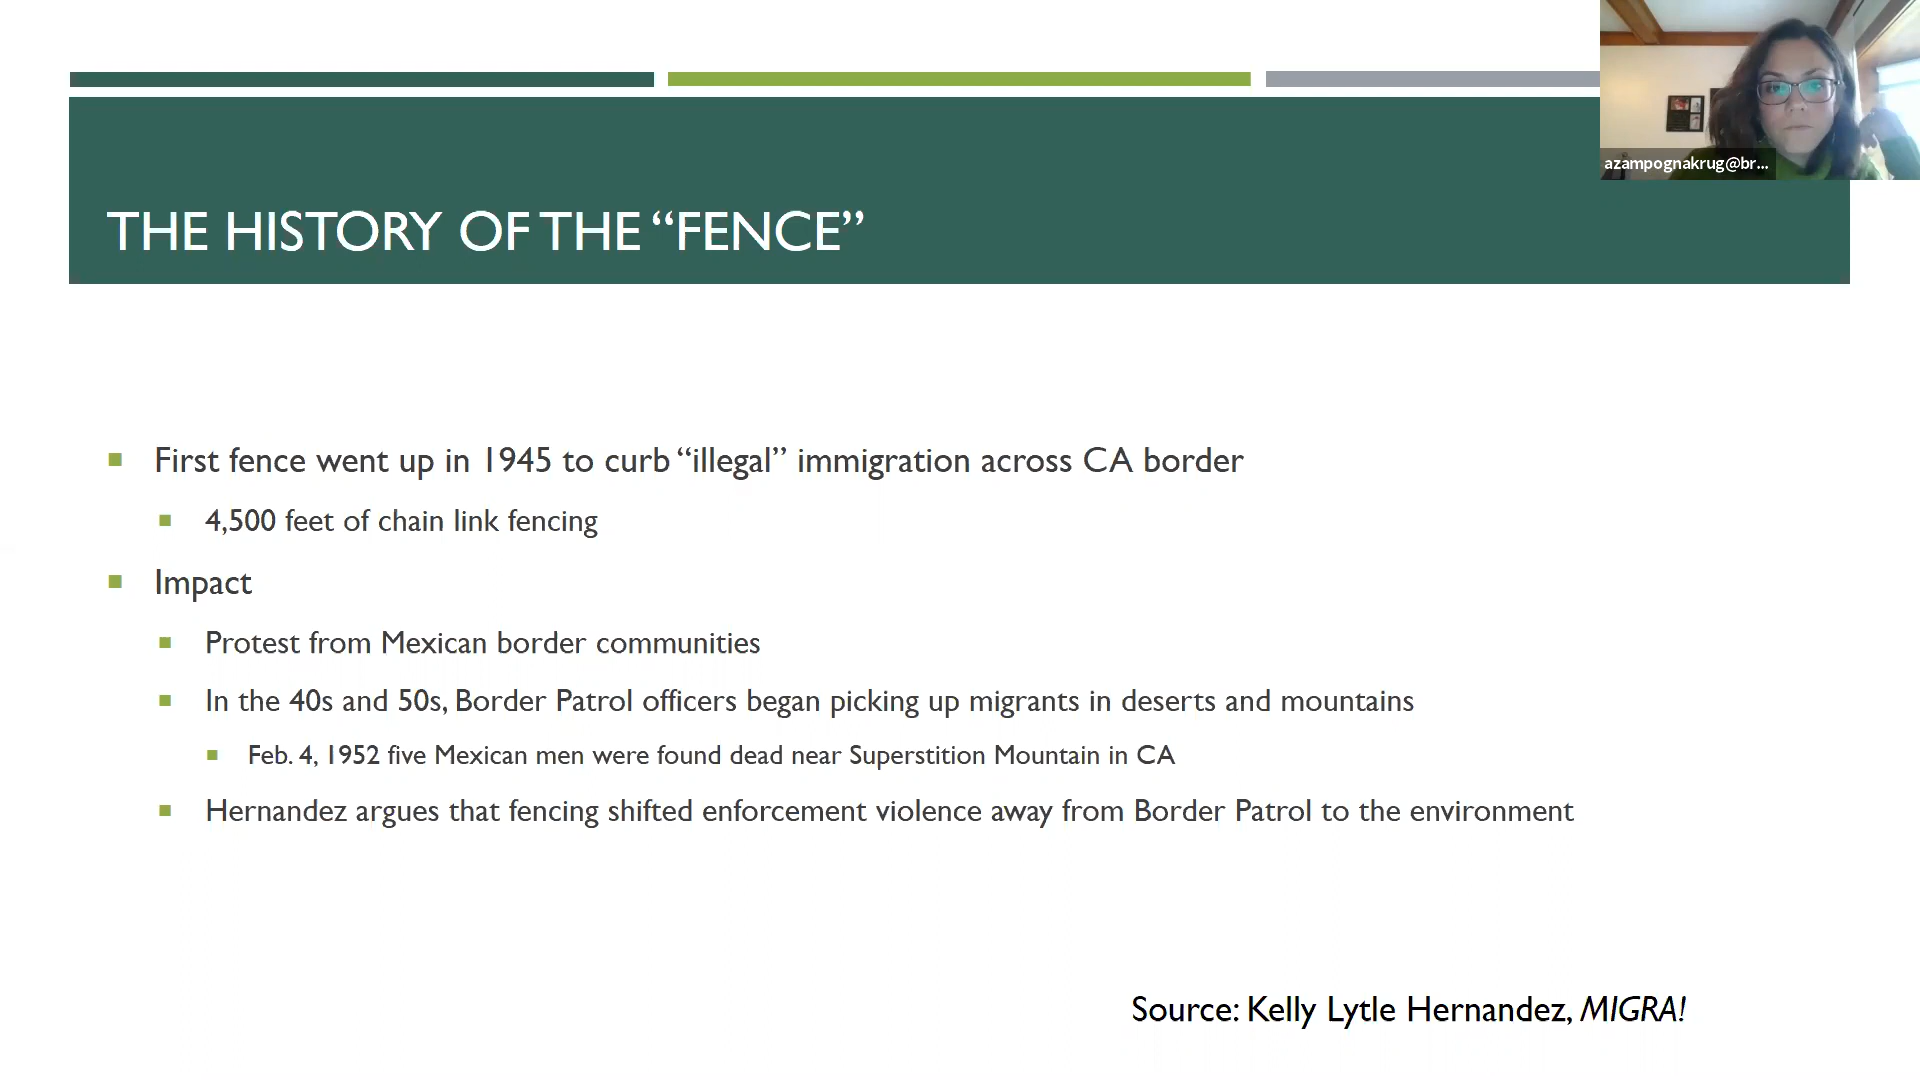 azampognakrug@br...
THE HISTORY OF THE “FENCE”
First fence went up in 1945 to curb “illegal” immigration across CA border
4,500 feet of chain link fencing
Impact
Protest from Mexican border communities
In the 40s and 50s, Border Patrol officers began picking up migrants in deserts and mountains
Feb. 4, 1952 five Mexican men were found dead near Superstition Mountain in CA
Hernandez argues that fencing shifted enforcement violence away from Border Patrol to the environment
Source: Kelly Lytle Hernandez, MIGRA!